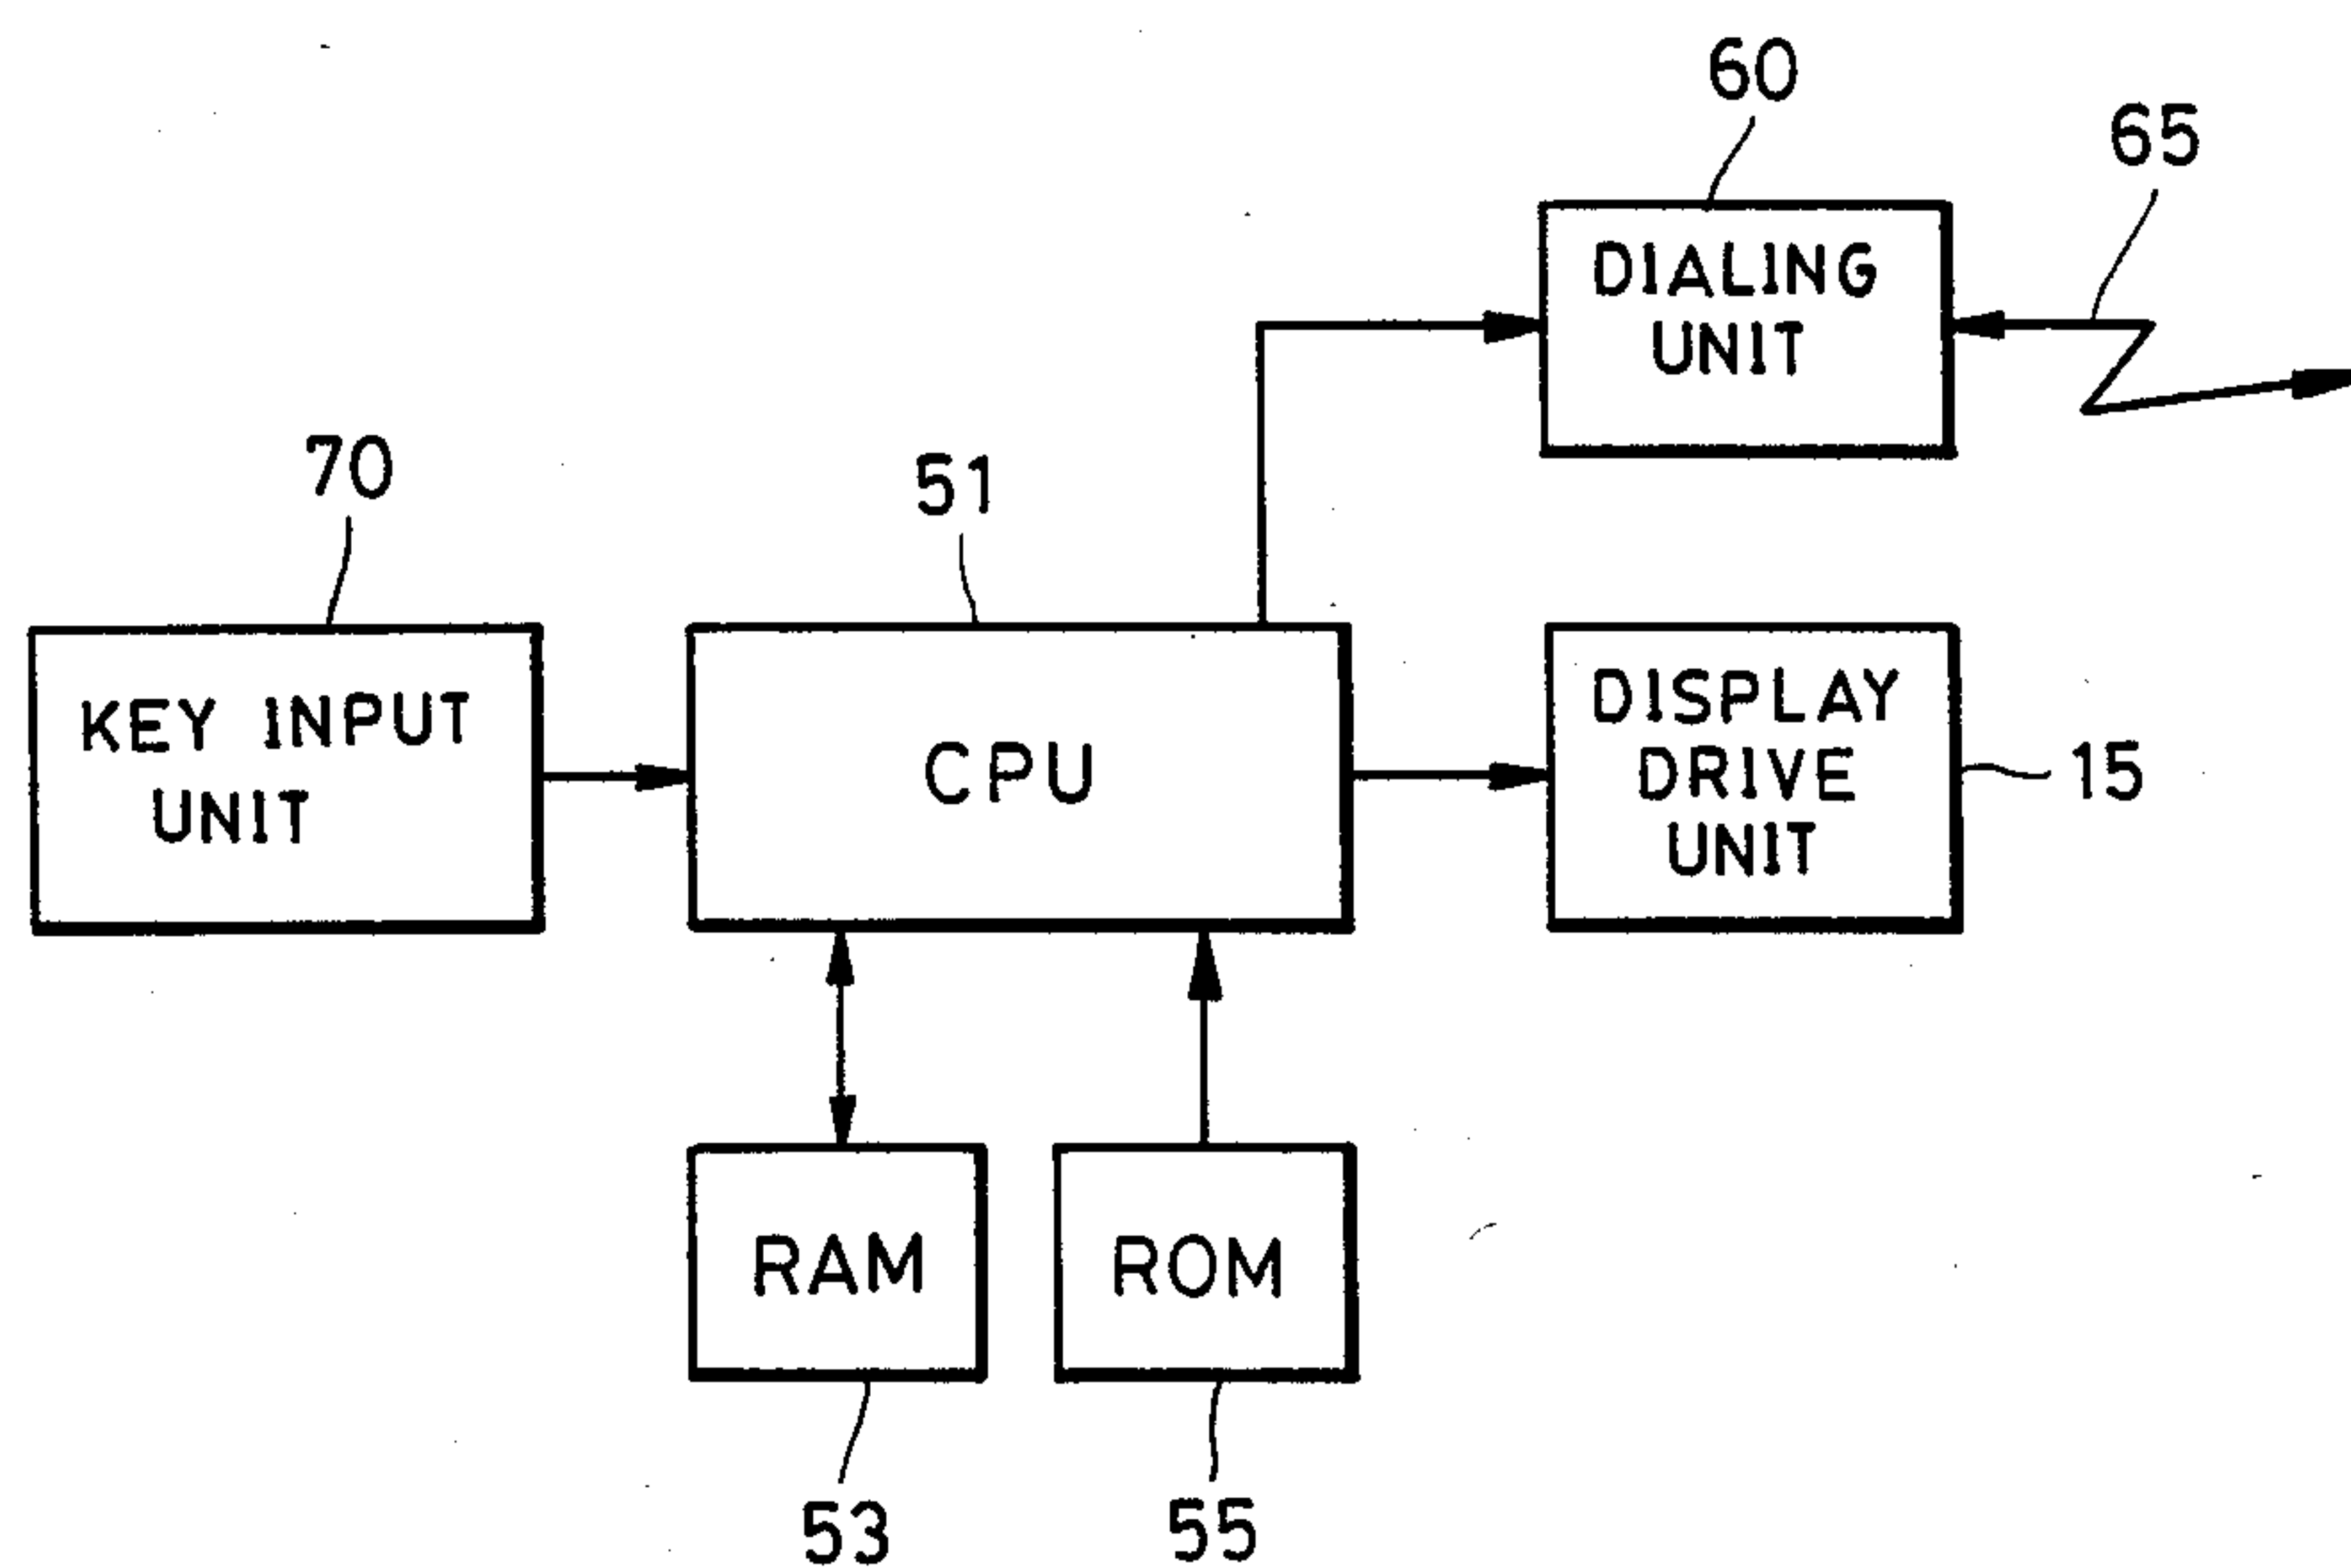 60
65
DIALING
UNIT
70
51
KEY INPUT
UNIT
CPU
DISPLAY
DRIVE
UNIT
15
RAM
ROM
53
55